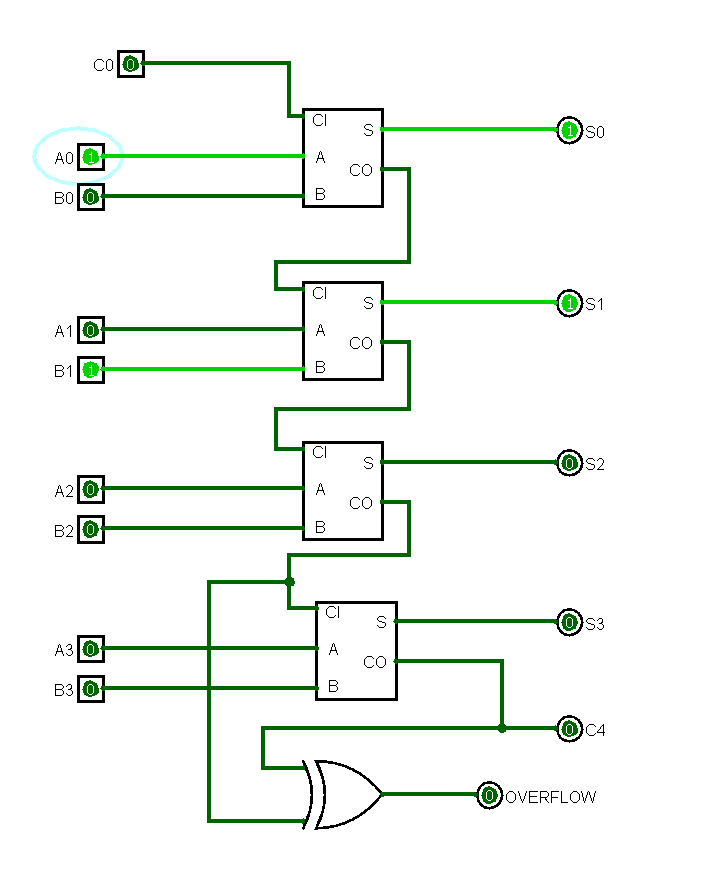 C0 0
CI
S 1 S0
A0 1 A
CO
B0 0 B
CI
S 1 S1
A1 0 A
CO
B1 1 B
CI
S 0 S2
A2 0 A
CO
B2 0 B
CI
S 0 S3
A3 0 A
CO
B3 0 B
0 C4
0 OVERFLOW